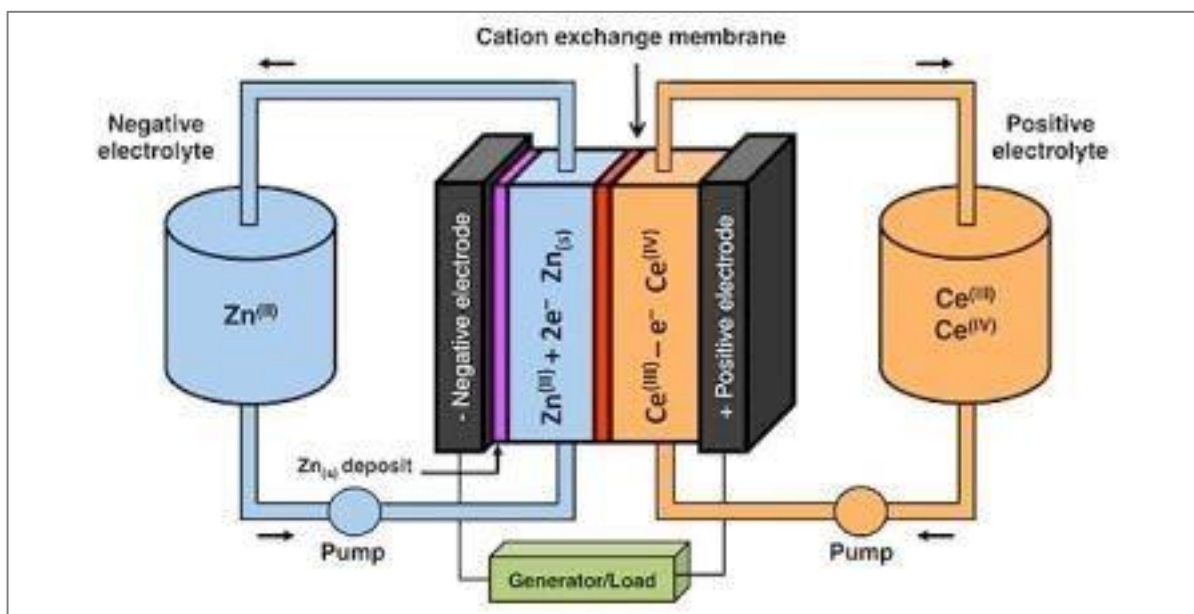 Cation exchange membrane
Negative
electrolyte
Positive
electrolyte
Zn(II)
- Negative electrode
Zn(II) + 2e− Zn(s)
Ce(III) − e− Ce(IV)
+ Positive electrode
Ce(III)
Ce(IV)
Zn(s) deposit
Pump
Pump
Generator/Load